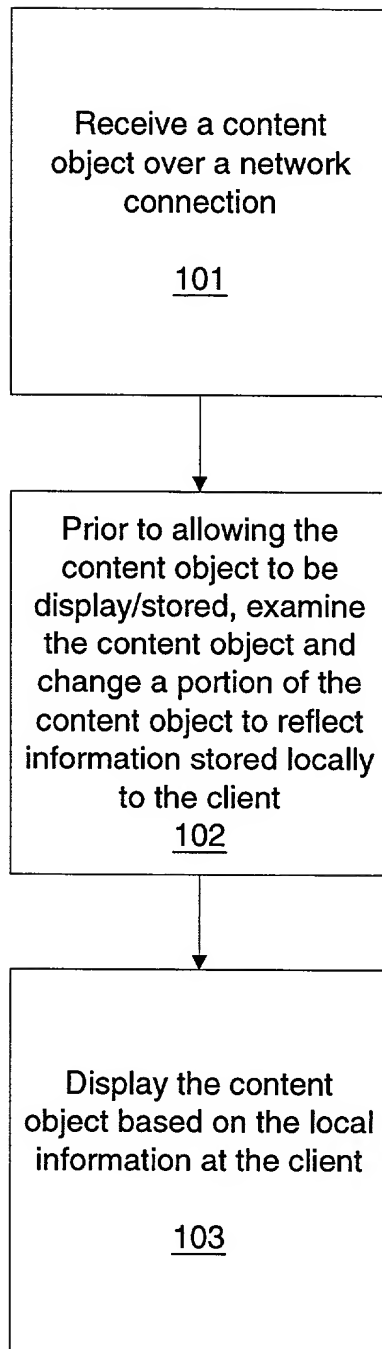 Receive a content
object over a network
connection
101
Prior to allowing the
content object to be
display/stored, examine
the content object and
change a portion of the
content object to reflect
information stored locally
to the client
102
Display the content
object based on the local
information at the client
103